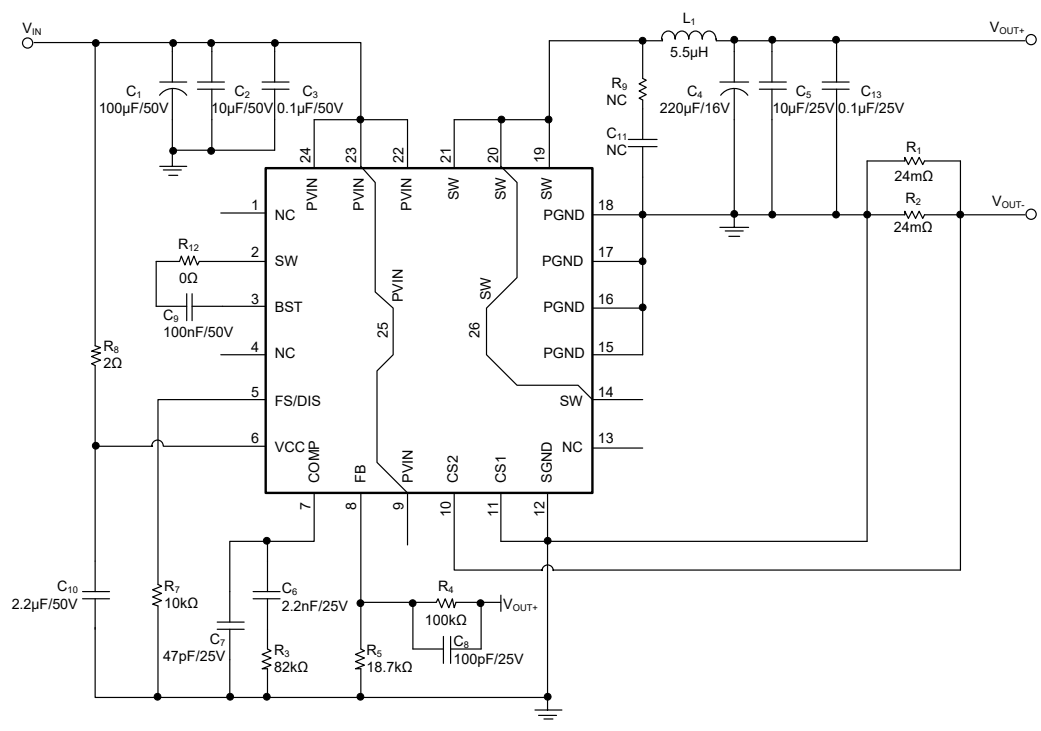 VIN
L1
5.5μH
VOUT+
C1
100μF/50V
C2
10μF/50V
C3
0.1μF/50V
R9
NC
C11
NC
C4
220μF/16V
C5
10μF/25V
C13
0.1μF/25V
R1
24mΩ
R2
24mΩ
VOUT-
24
23
22
21
20
19
PVIN
PVIN
PVIN
SW
SW
SW
1
NC
2
SW
3
BST
4
NC
5
FS/DIS
6
VCC
18
PGND
17
PGND
16
PGND
15
PGND
14
SW
13
NC
PVIN
25
SW
26
R12
0Ω
C9
100nF/50V
R8
2Ω
COMP
FB
PVIN
CS2
CS1
SGND
7
8
9
10
11
12
C10
2.2μF/50V
R7
10kΩ
C7
47pF/25V
C6
2.2nF/25V
R3
82kΩ
R5
18.7kΩ
R4
100kΩ
VOUT+
C8
100pF/25V